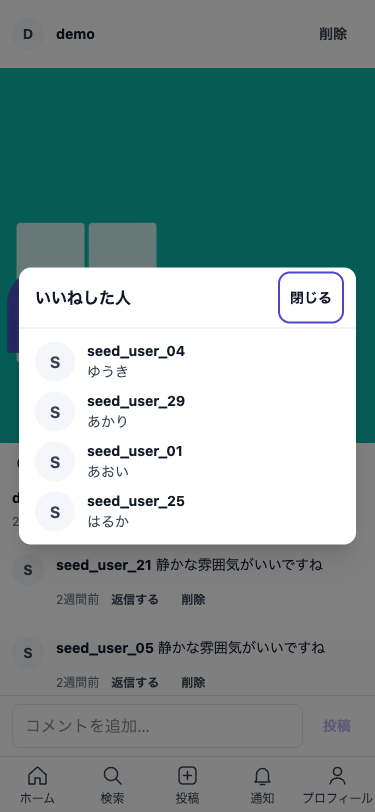 D demo 削除
いいねした人 閉じる
S seed_user_04
ゆうき
S seed_user_29
あかり
S seed_user_01
あおい
S seed_user_25
はるか
S seed_user_21 静かな雰囲気がいいですね
2週間前 返信する 削除
S seed_user_05 静かな雰囲気がいいですね
2週間前 返信する 削除
コメントを追加... 投稿
ホーム 検索 投稿 通知 プロフィール